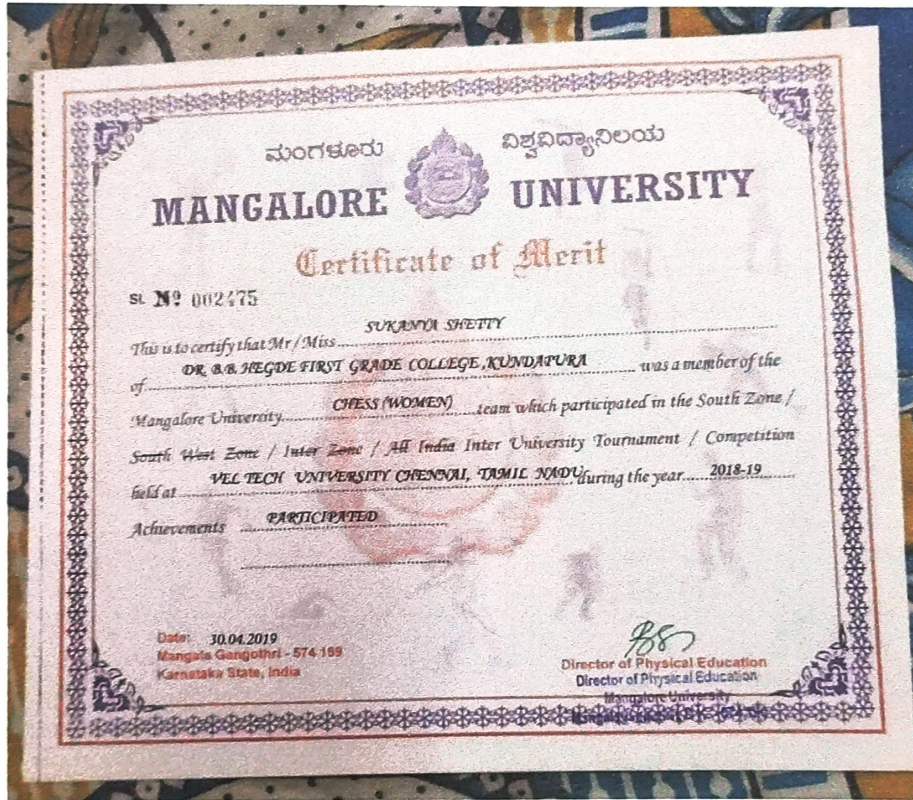 ಮಂಗಳೂರು ವಿಶ್ವವಿದ್ಯಾನಿಲಯ
MANGALORE UNIVERSITY
Certificate of Merit
SL Nº 002475
This is to certify that Mr / Miss SUKANYA SHETTY
of DR. B.B. HEGDE FIRST GRADE COLLEGE ,KUNDAPURA was a member of the
Mangalore University CHESS (WOMEN) team which participated in the South Zone /
South West Zone / Inter Zone / All India Inter University Tournament / Competition
held at VEL TECH UNIVERSITY CHENNAI, TAMIL NADU, during the year 2018-19
Achievements PARTICIPATED
Date: 30.04.2019
Mangala Gangothri - 574 199
Karnataka State, India
Director of Physical Education
Director of Physical Education
Mangalore University